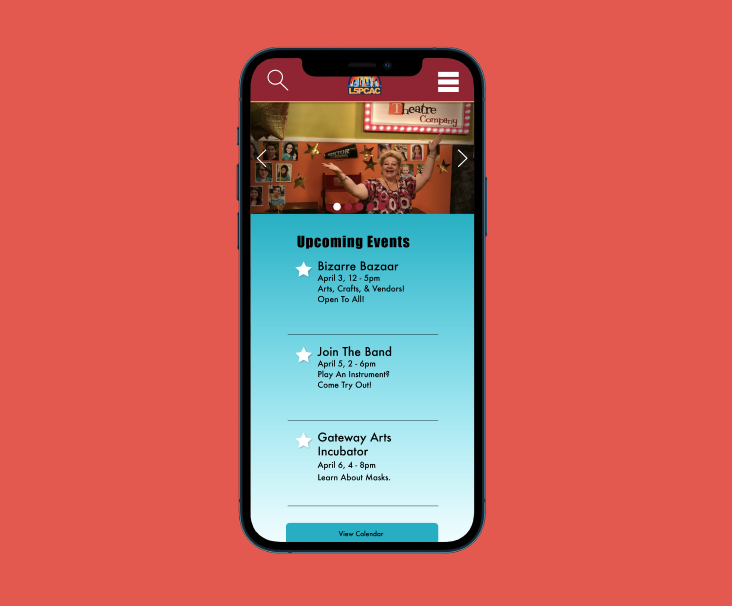 LSPCAC
Theatre
Company
Upcoming Events
Bizarre Bazaar
April 3, 12 - 5pm
Arts, Crafts, & Vendors!
Open To All!
Join The Band
April 5, 2 - 6pm
Play An Instrument?
Come Try Out!
Gateway Arts
Incubator
April 6, 4 - 8pm
Learn About Masks.
View Calendar